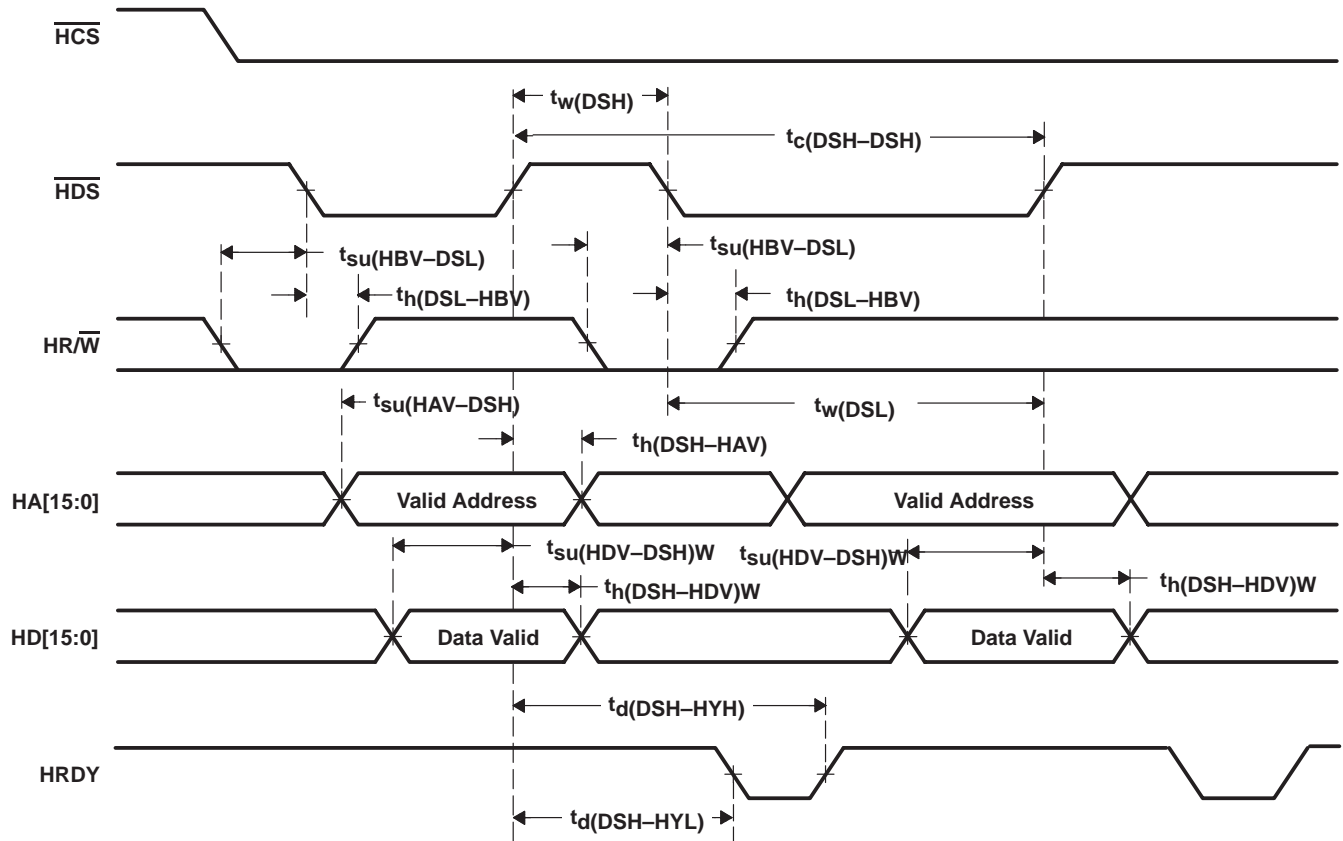 HCS
tw(DSH)
tc(DSH–DSH)
HDS
tsu(HBV–DSL)
tsu(HBV–DSL)
th(DSL–HBV)
th(DSL–HBV)
HR/W
tsu(HAV–DSH)
tw(DSL)
th(DSH–HAV)
HA[15:0]
Valid Address
Valid Address
tsu(HDV–DSH)W
tsu(HDV–DSH)W
th(DSH–HDV)W
th(DSH–HDV)W
HD[15:0]
Data Valid
Data Valid
td(DSH–HYH)
HRDY
td(DSH–HYL)